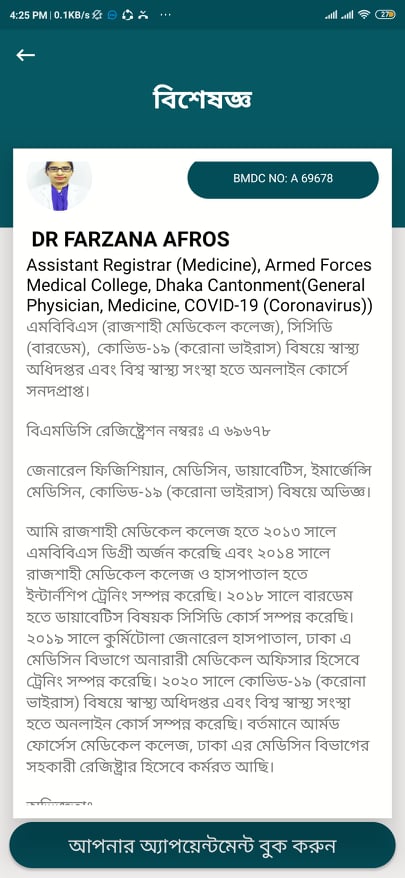 4:25 PM | 0.1KB/s
27
বিশেষজ্ঞ
BMDC NO: A 69678
DR FARZANA AFROS
Assistant Registrar (Medicine), Armed Forces
Medical College, Dhaka Cantonment(General
Physician, Medicine, COVID-19 (Coronavirus))
এমবিবিএস (রাজশাহী মেডিকেল কলেজ), সিসিডি
(বারডেম), কোভিড-১৯ (করোনা ভাইরাস) বিষয়ে স্বাস্থ্য
অধিদপ্তর এবং বিশ্ব স্বাস্থ্য সংস্থা হতে অনলাইন কোর্সে
সনদপ্রাপ্ত।
বিএমডিসি রেজিষ্ট্রেশন নম্বরঃ এ ৬৯৬৭৮
জেনারেল ফিজিশিয়ান, মেডিসিন, ডায়াবেটিস, ইমার্জেন্সি
মেডিসিন, কোভিড-১৯ (করোনা ভাইরাস) বিষয়ে অভিজ্ঞ।
আমি রাজশাহী মেডিকেল কলেজ হতে ২০১৩ সালে
এমবিবিএস ডিগ্রী অর্জন করেছি এবং ২০১৪ সালে
রাজশাহী মেডিকেল কলেজ ও হাসপাতাল হতে
ইন্টার্নশিপ ট্রেনিং সম্পন্ন করেছি। ২০১৮ সালে বারডেম
হতে ডায়াবেটিস বিষয়ক সিসিডি কোর্স সম্পন্ন করেছি।
২০১৯ সালে কুর্মিটোলা জেনারেল হাসপাতাল, ঢাকা এ
মেডিসিন বিভাগে অনারারী মেডিকেল অফিসার হিসেবে
ট্রেনিং সম্পন্ন করেছি। ২০২০ সালে কোভিড-১৯ (করোনা
ভাইরাস) বিষয়ে স্বাস্থ্য অধিদপ্তর এবং বিশ্ব স্বাস্থ্য সংস্থা
হতে অনলাইন কোর্স সম্পন্ন করেছি। বর্তমানে আর্মড
ফোর্সেস মেডিকেল কলেজ, ঢাকা এর মেডিসিন বিভাগের
সহকারী রেজিষ্ট্রার হিসেবে কর্মরত আছি।
আপনার অ্যাপয়েন্টমেন্ট বুক করুন